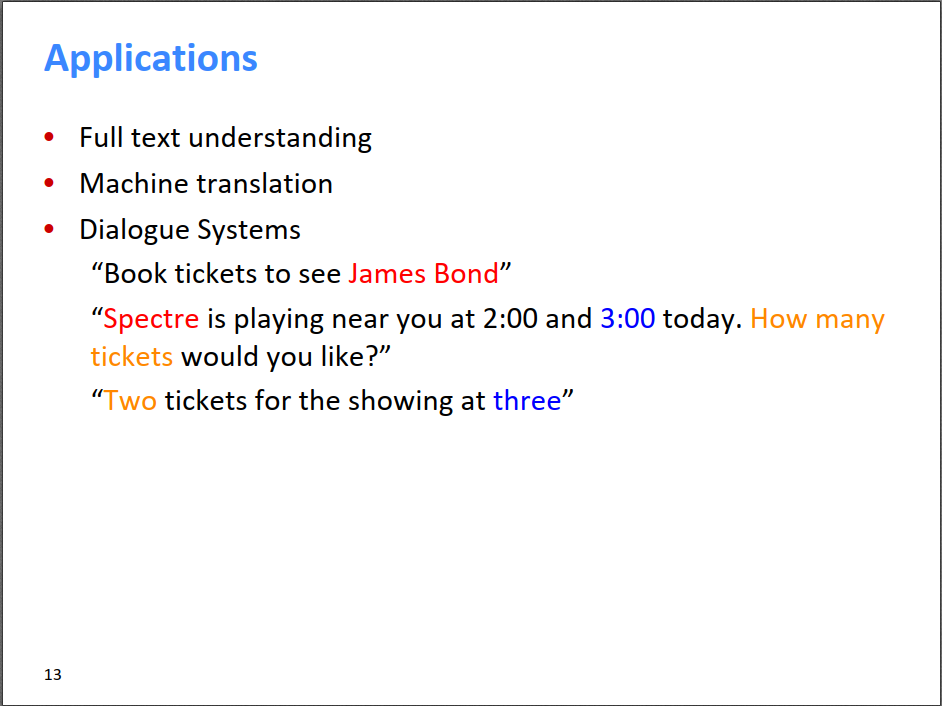 Applications
• Full text understanding
• Machine translation
• Dialogue Systems
“Book tickets to see James Bond”
“Spectre is playing near you at 2:00 and 3:00 today. How many
tickets would you like?”
“Two tickets for the showing at three”
13